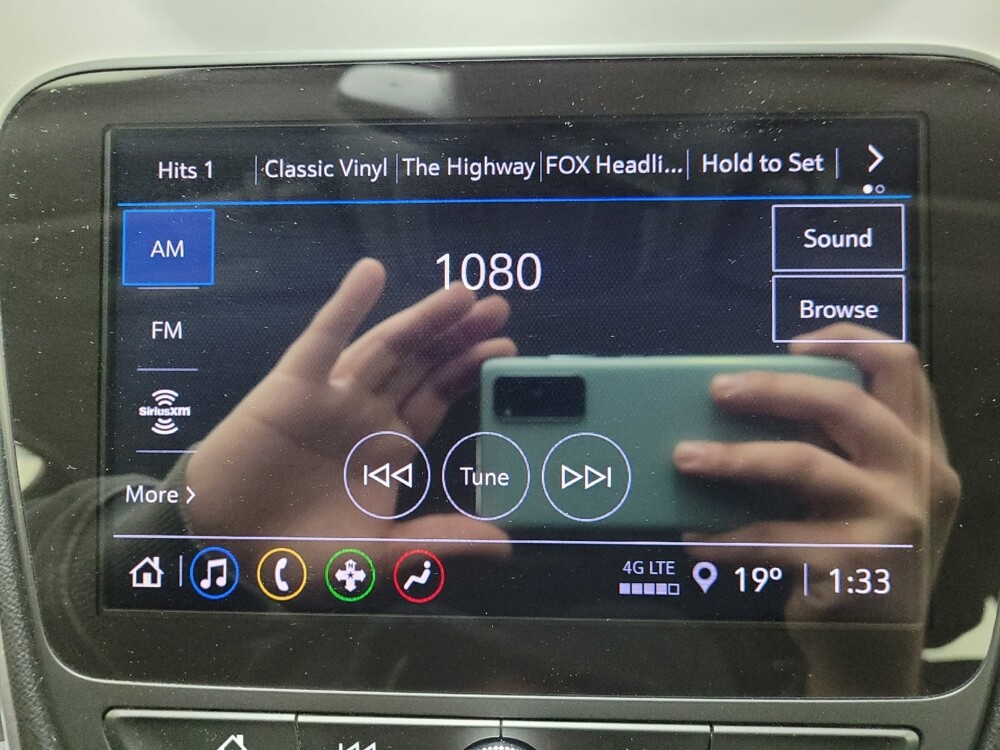 Hits 1
Classic Vinyl
The Highway
FOX Headli...
Hold to Set
AM
1080
Sound
FM
Browse
SiriusXM
More
Tune
N
4G LTE
19°
1:33